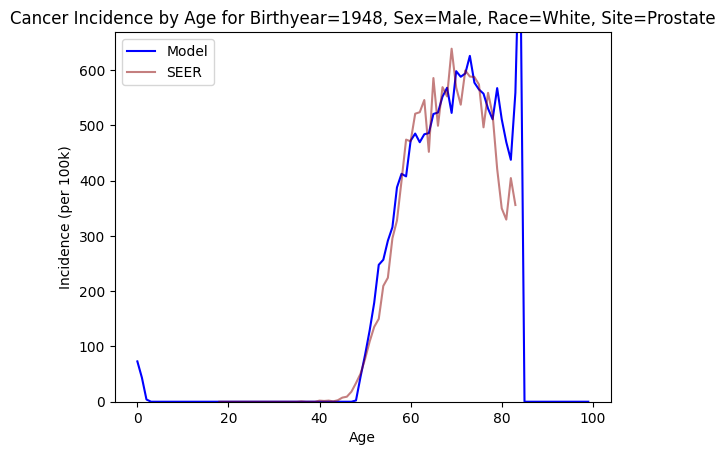 Cancer Incidence by Age for Birthyear=1948, Sex=Male, Race=White, Site=Prostate
Model
SEER
600
500
400
300
200
100
0
Incidence (per 100k)
0 20 40 60 80 100
Age